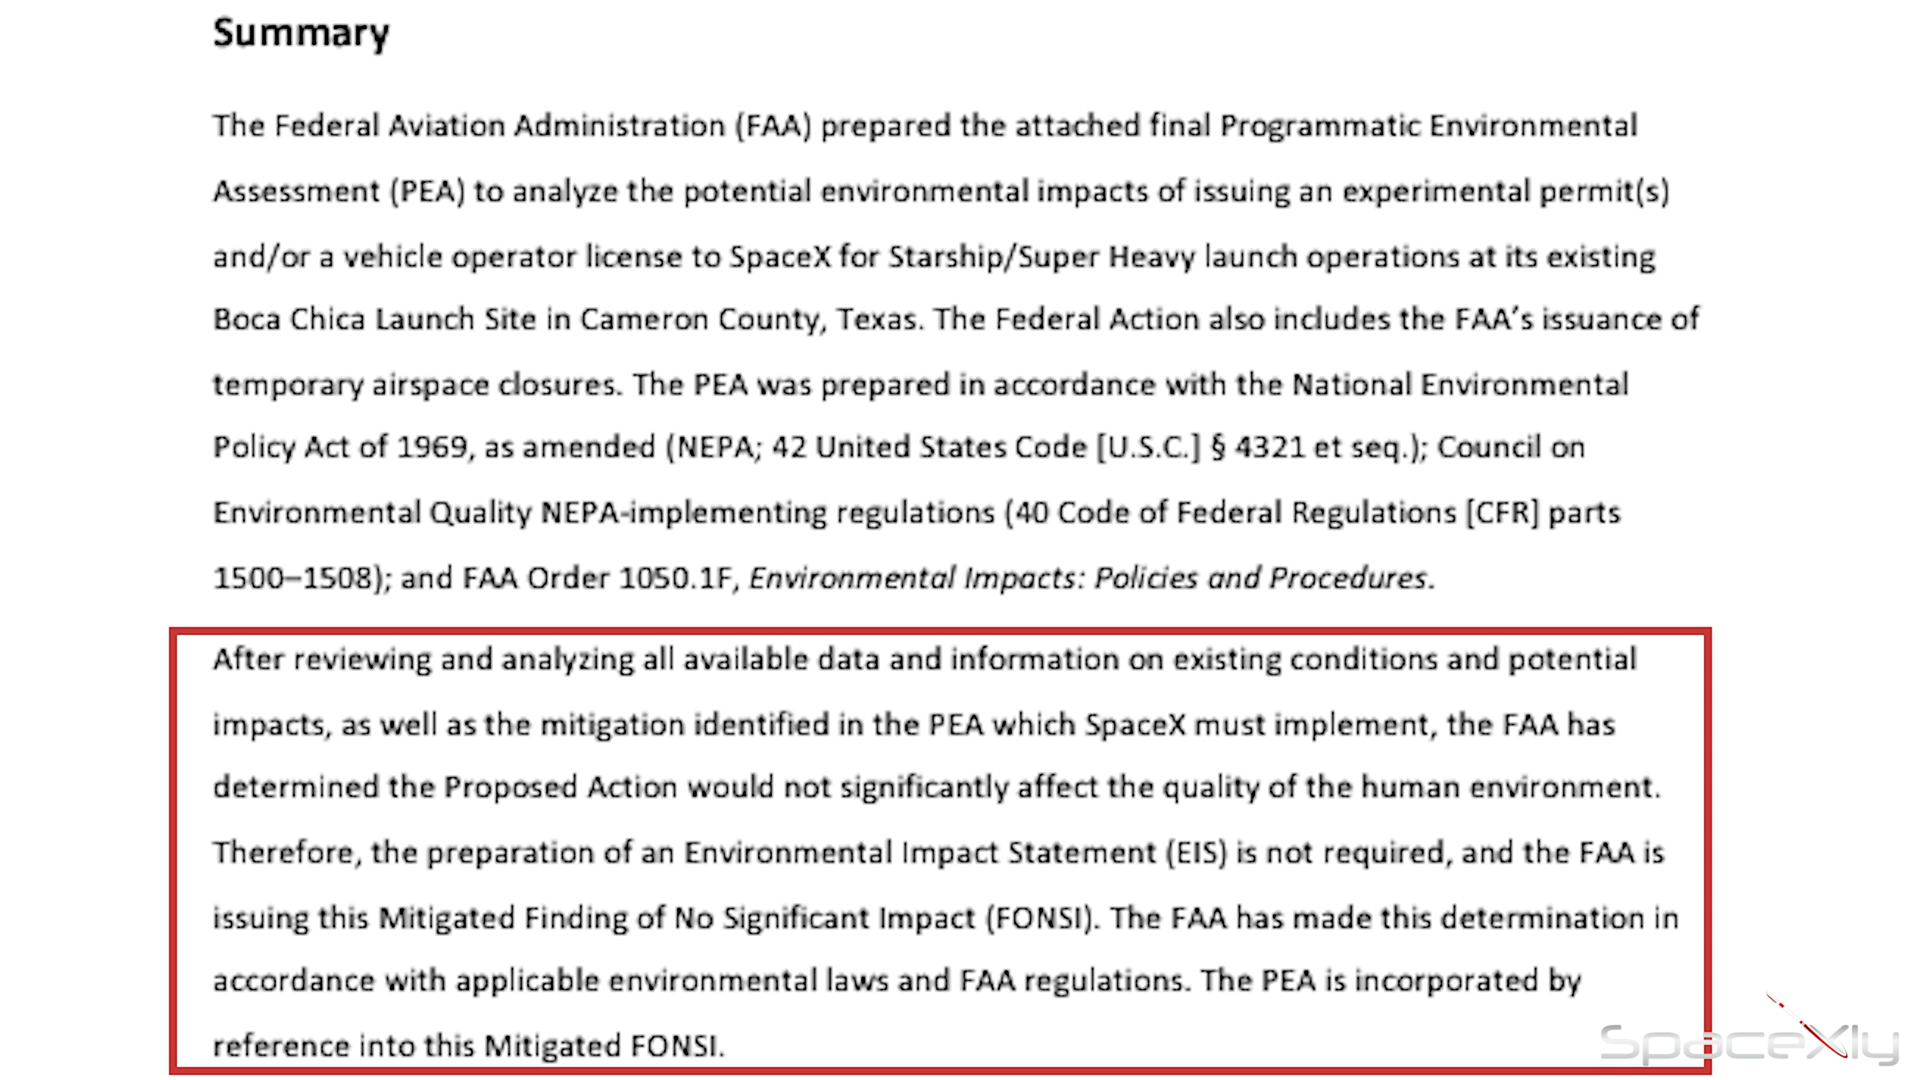 Summary
The Federal Aviation Administration (FAA) prepared the attached final Programmatic Environmental
Assessment (PEA) to analyze the potential environmental impacts of issuing an experimental permit(s)
and/or a vehicle operator license to SpaceX for Starship/Super Heavy launch operations at its existing
Boca Chica Launch Site in Cameron County, Texas. The Federal Action also includes the FAA’s issuance of
temporary airspace closures. The PEA was prepared in accordance with the National Environmental
Policy Act of 1969, as amended (NEPA; 42 United States Code [U.S.C.] § 4321 et seq.); Council on
Environmental Quality NEPA-implementing regulations (40 Code of Federal Regulations [CFR] parts
1500–1508); and FAA Order 1050.1F, Environmental Impacts: Policies and Procedures.
After reviewing and analyzing all available data and information on existing conditions and potential
impacts, as well as the mitigation identified in the PEA which SpaceX must implement, the FAA has
determined the Proposed Action would not significantly affect the quality of the human environment.
Therefore, the preparation of an Environmental Impact Statement (EIS) is not required, and the FAA is
issuing this Mitigated Finding of No Significant Impact (FONSI). The FAA has made this determination in
accordance with applicable environmental laws and FAA regulations. The PEA is incorporated by
reference into this Mitigated FONSI.
SpaceXly